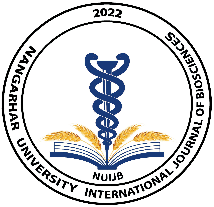 2022
NANGARHAR UNIVERSITY INTERNATIONAL JOURNAL OF BIOSCIENCES
NUIJB